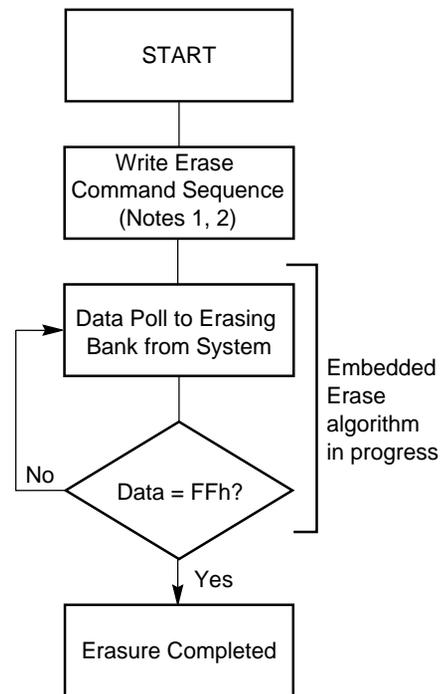 START
Write Erase
Command Sequence
(Notes 1, 2)
Data Poll to Erasing
Bank from System
Embedded
Erase
algorithm
in progress
No
Data = FFh?
Yes
Erasure Completed